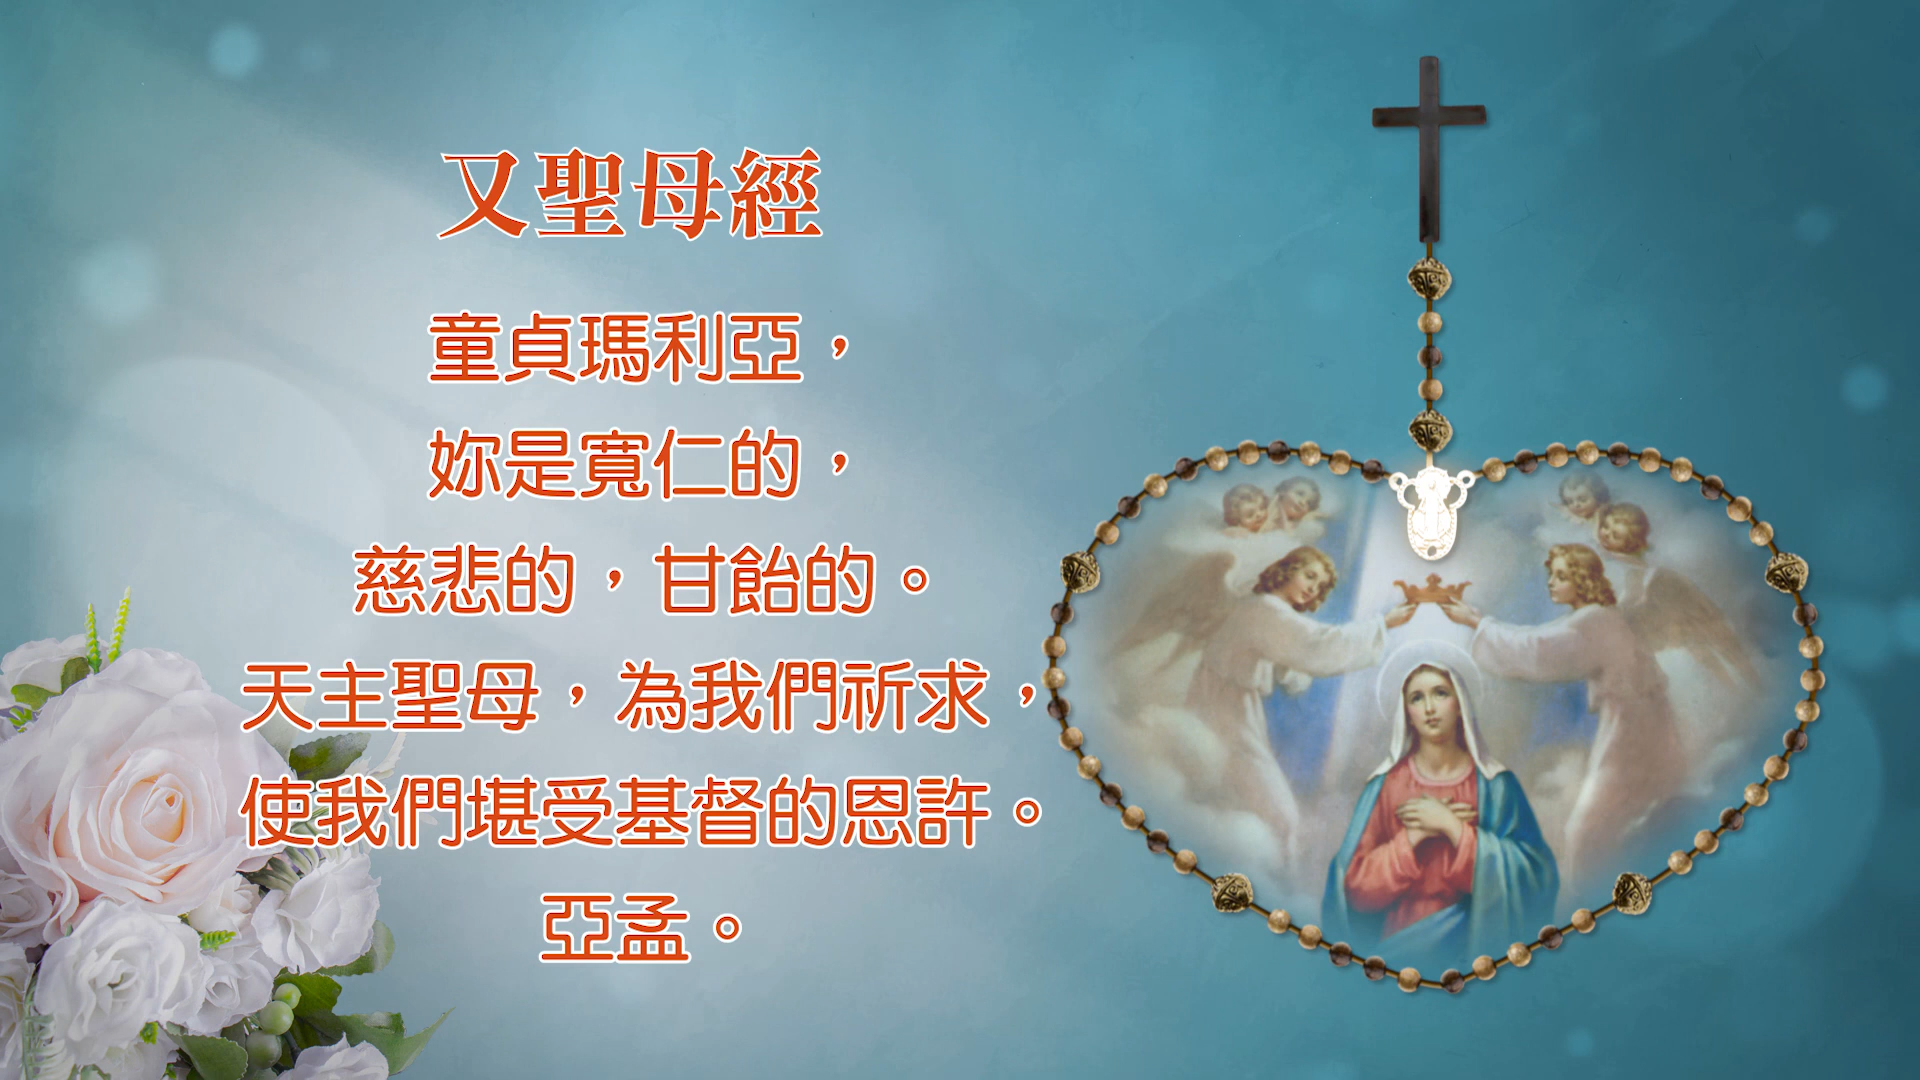 又聖母經
童貞瑪利亞，
妳是寬仁的，
慈悲的，甘飴的。
天主聖母，為我們祈求，
使我們堪受基督的恩許。
亞孟。